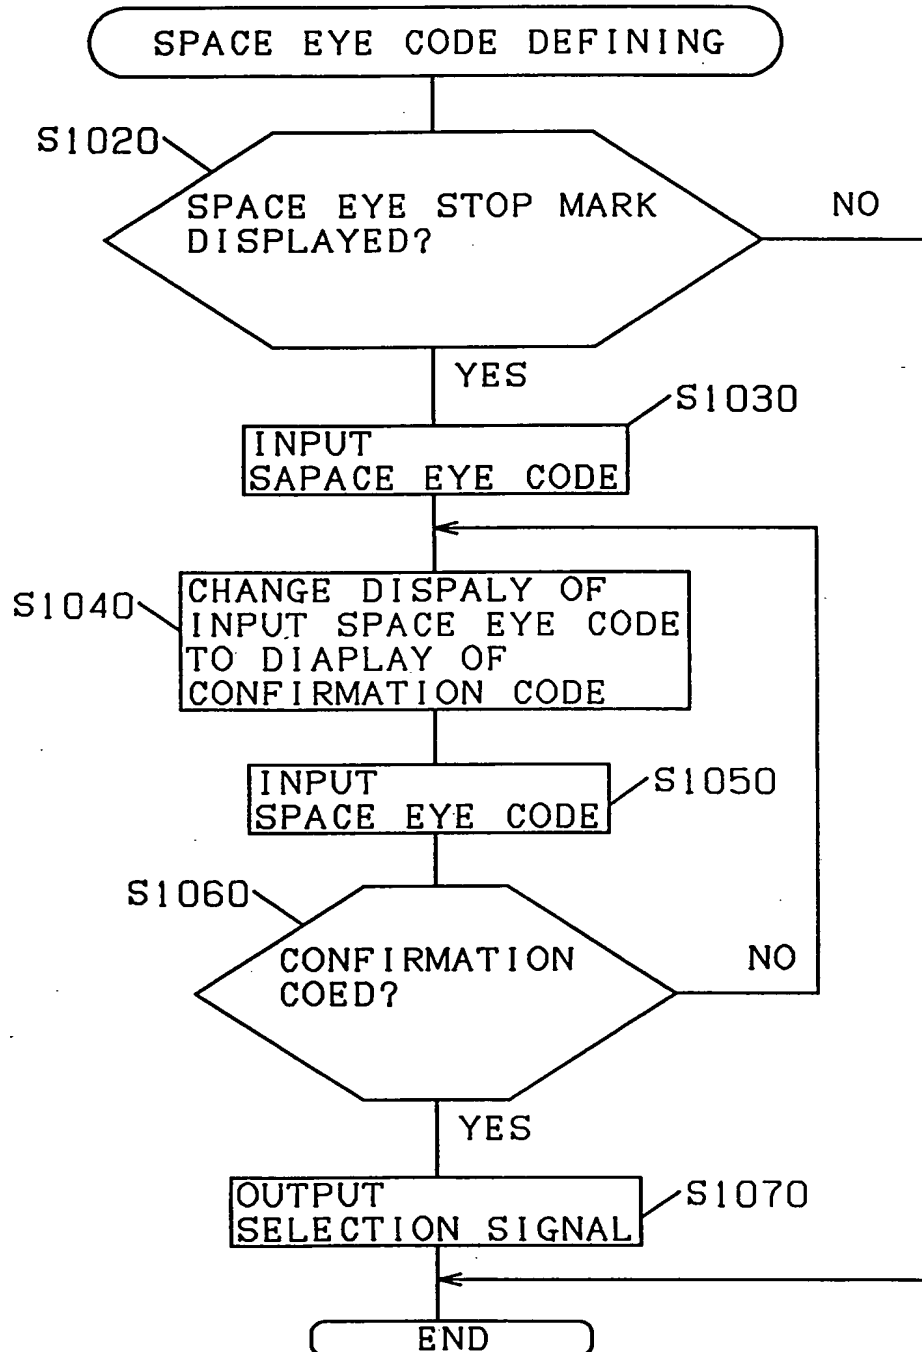 SPACE EYE CODE DEFINING
S1020
SPACE EYE STOP MARK
DISPLAYED?
NO
YES
S1030
INPUT
SAPACE EYE CODE
S1040
CHANGE DISPALY OF
INPUT SPACE EYE CODE
TO DIAPLAY OF
CONFIRMATION CODE
INPUT
SPACE EYE CODE
S1050
S1060
CONFIRMATION
COED?
NO
YES
OUTPUT
SELECTION SIGNAL
S1070
END